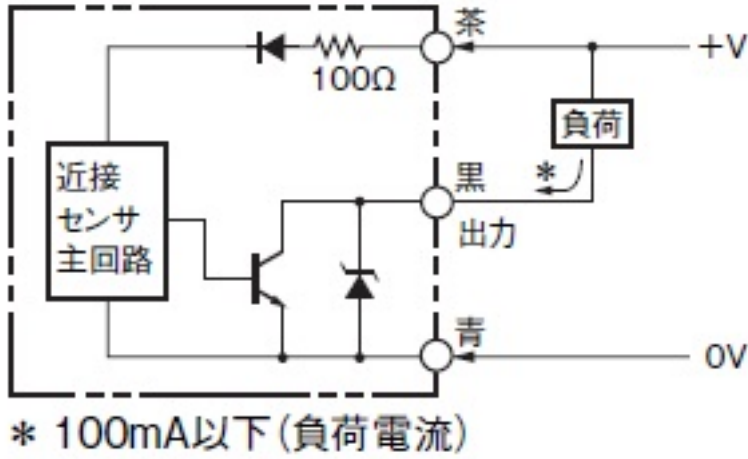 茶
+V
100Ω
負荷
近接
センサ
主回路
*
黒
出力
青
0V
* 100mA以下(負荷電流)